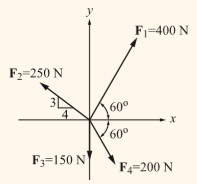 y
F₁=400 N
F₂=250 N
3
4
60°
x
60°
F₃=150 N
F₄=200 N